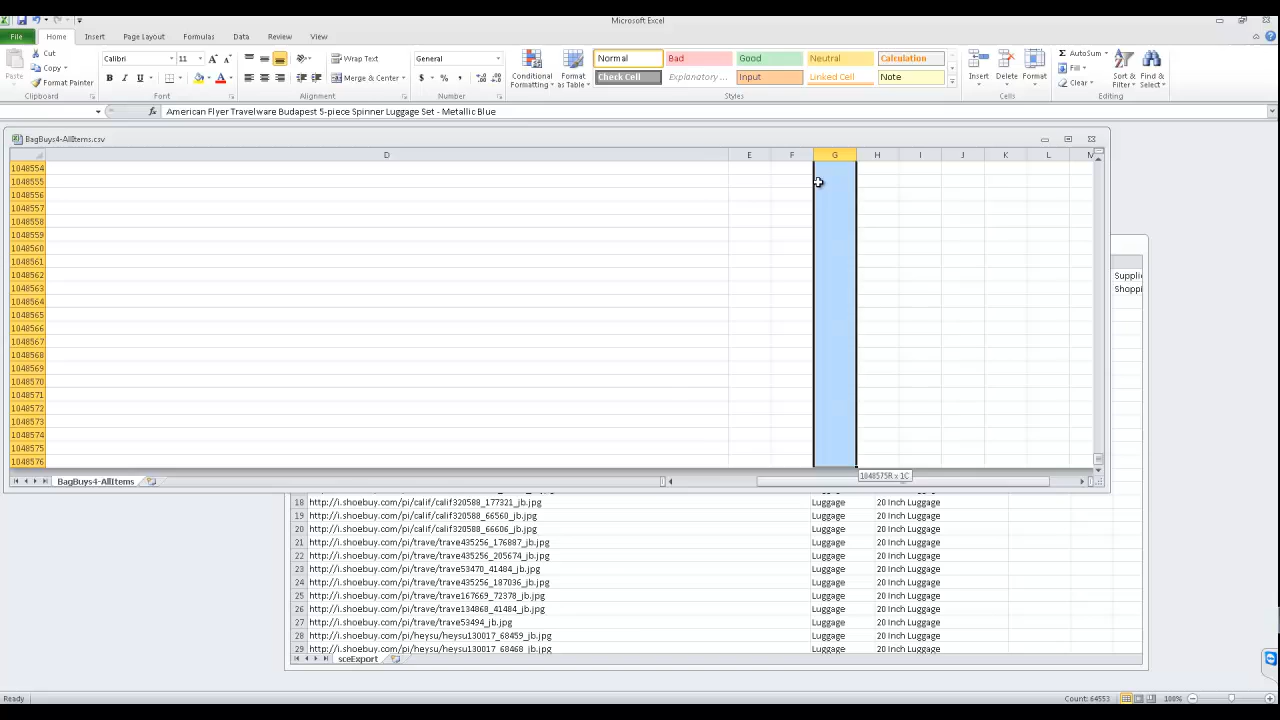 Microsoft Excel
File Home Insert Page Layout Formulas Data Review View
Paste Cut Copy Format Painter Clipboard
Calibri 11 B I U A Font
Wrap Text Merge & Center Alignment
General $ % , Number
Conditional Formatting Format as Table
Normal Bad Good Neutral Calculation
Check Cell Explanatory ... Input Linked Cell Note
Styles
Insert Delete Format Cells
AutoSum Fill Clear Sort & Filter Find & Select Editing
fx American Flyer Travelware Budapest 5-piece Spinner Luggage Set - Metallic Blue
BagBuys4-AllItems.csv
D E F G H I J K L M
1048554
1048555
1048556
1048557
1048558
1048559
1048560
1048561
1048562
1048563
1048564
1048565
1048566
1048567
1048568
1048569
1048570
1048571
1048572
1048573
1048574
1048575
1048576
Supplie
Shoppi
1048575R x 1C
BagBuys4-AllItems
18 http://i.shoebuy.com/pi/calif/calif320588_177321_jb.jpg Luggage 20 Inch Luggage
19 http://i.shoebuy.com/pi/calif/calif320588_66560_jb.jpg Luggage 20 Inch Luggage
20 http://i.shoebuy.com/pi/calif/calif320588_66606_jb.jpg Luggage 20 Inch Luggage
21 http://i.shoebuy.com/pi/trave/trave435256_176887_jb.jpg Luggage 20 Inch Luggage
22 http://i.shoebuy.com/pi/trave/trave435256_205674_jb.jpg Luggage 20 Inch Luggage
23 http://i.shoebuy.com/pi/trave/trave53470_41484_jb.jpg Luggage 20 Inch Luggage
24 http://i.shoebuy.com/pi/trave/trave435256_187036_jb.jpg Luggage 20 Inch Luggage
25 http://i.shoebuy.com/pi/trave/trave167669_72378_jb.jpg Luggage 20 Inch Luggage
26 http://i.shoebuy.com/pi/trave/trave134868_41484_jb.jpg Luggage 20 Inch Luggage
27 http://i.shoebuy.com/pi/trave/trave53494_jb.jpg Luggage 20 Inch Luggage
28 http://i.shoebuy.com/pi/heysu/heysu130017_68459_jb.jpg Luggage 20 Inch Luggage
29 http://i.shoebuy.com/pi/heysu/heysu130017_68468_jb.jpg Luggage 20 Inch Luggage
sceExport
Ready Count: 64553 100%